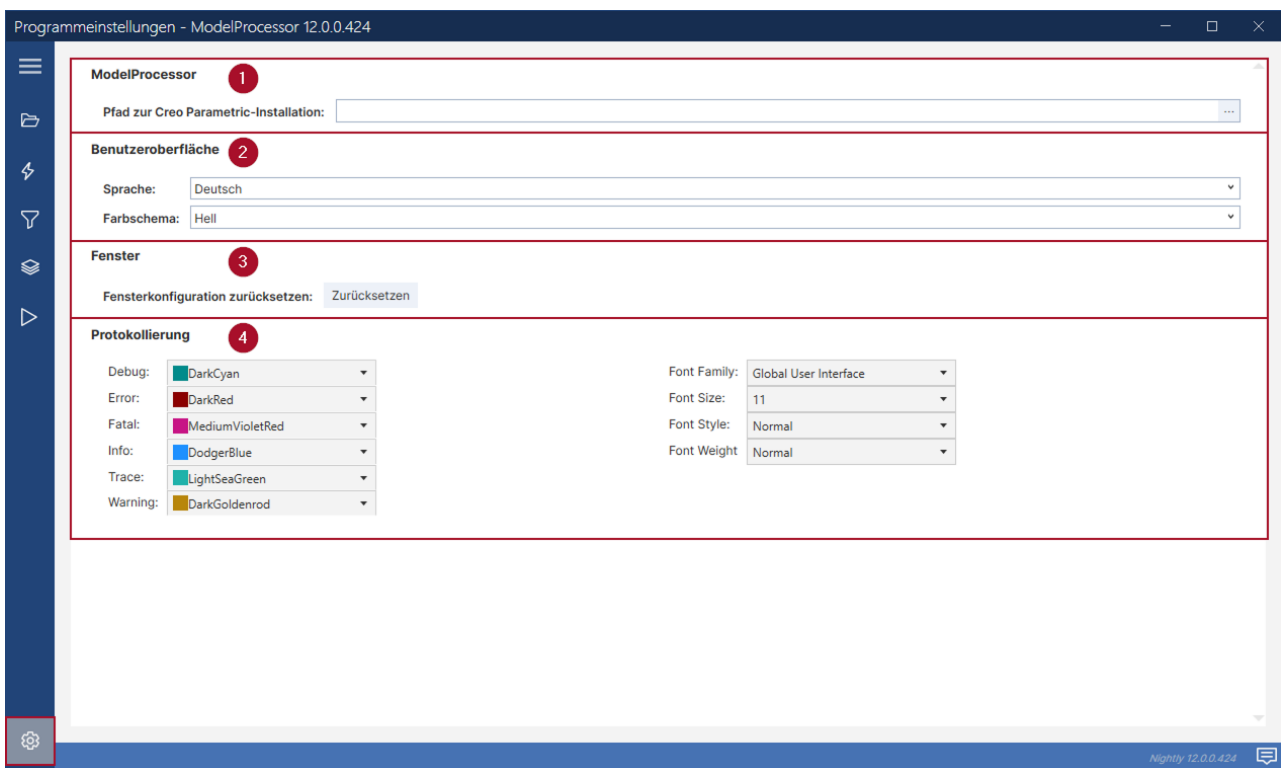 Programmeinstellungen - ModelProcessor 12.0.0.424
ModelProcessor 1
Pfad zur Creo Parametric-Installation: ...
Benutzeroberfläche 2
Sprache: Deutsch
Farbschema: Hell
Fenster 3
Fensterkonfiguration zurücksetzen: Zurücksetzen
Protokollierung 4
Debug: DarkCyan Font Family: Global User Interface
Error: DarkRed Font Size: 11
Fatal: MediumVioletRed Font Style: Normal
Info: DodgerBlue Font Weight Normal
Trace: LightSeaGreen
Warning: DarkGoldenrod
Nightly 12.0.0.424